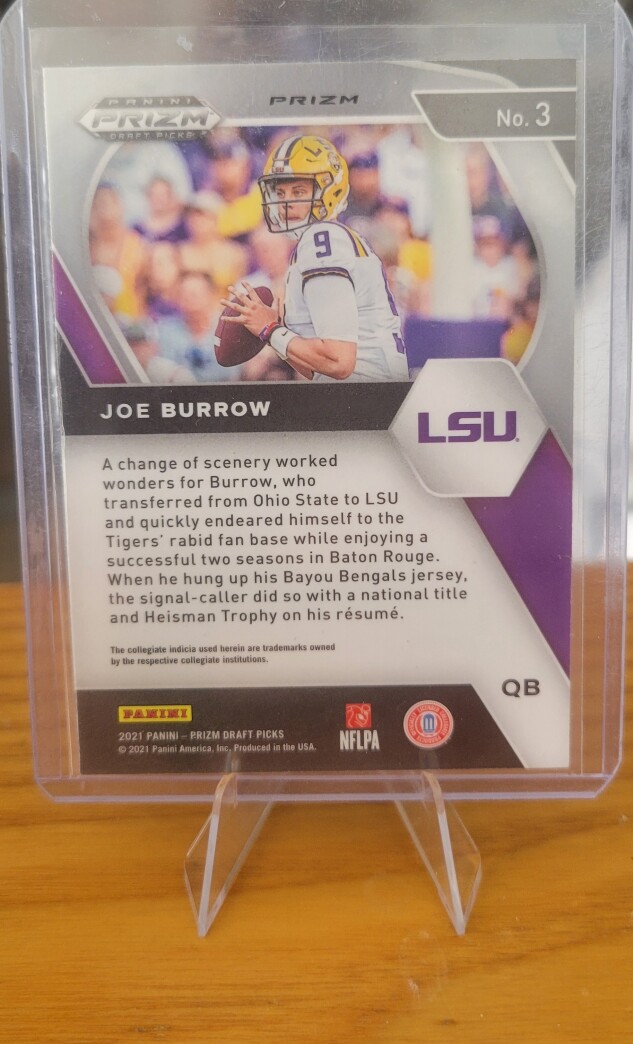 PANINI
PRIZM
DRAFT PICKS
PRIZM
No. 3
LSU
9
JOE BURROW
LSU
A change of scenery worked
wonders for Burrow, who
transferred from Ohio State to LSU
and quickly endeared himself to the
Tigers' rabid fan base while enjoying a
successful two seasons in Baton Rouge.
When he hung up his Bayou Bengals jersey,
the signal-caller did so with a national title
and Heisman Trophy on his résumé.
The collegiate indicia used herein are trademarks owned
by the respective collegiate institutions.
QB
PANINI
2021 PANINI – PRIZM DRAFT PICKS
© 2021 Panini America, Inc. Produced in the USA.
NFLPA